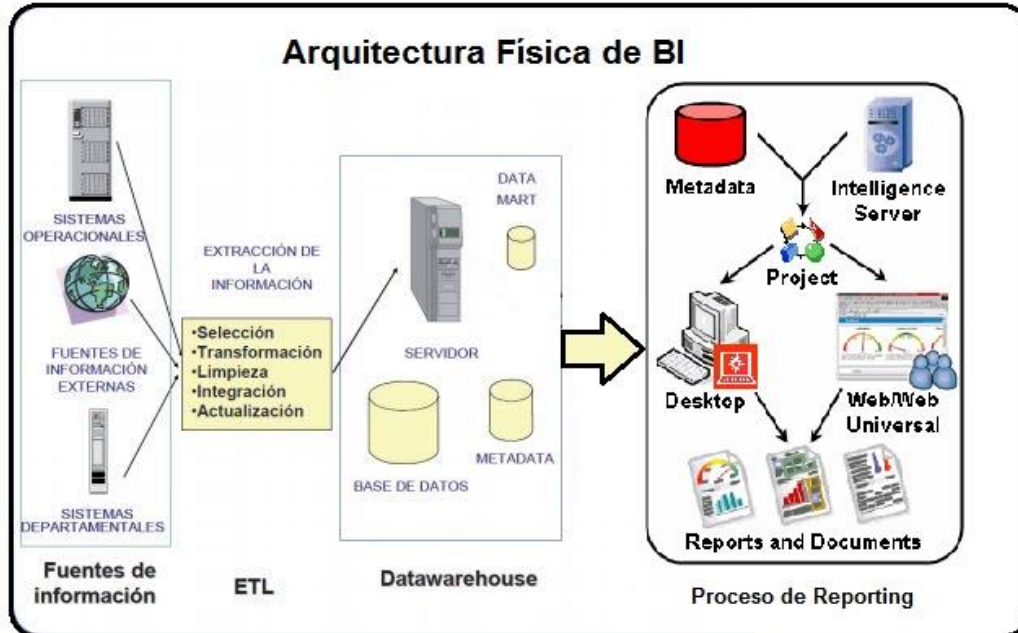 Arquitectura Física de BI
SISTEMAS
OPERACIONALES
FUENTES DE
INFORMACIÓN
EXTERNAS
SISTEMAS
DEPARTAMENTALES
Fuentes de
información
EXTRACCIÓN DE
LA
INFORMACIÓN
•Selección
•Transformación
•Limpieza
•Integración
•Actualización
ETL
DATA
MART
SERVIDOR
BASE DE DATOS
METADATA
Datawarehouse
Metadata
Intelligence
Server
Project
Desktop
Web/Web
Universal
Reports and Documents
Proceso de Reporting